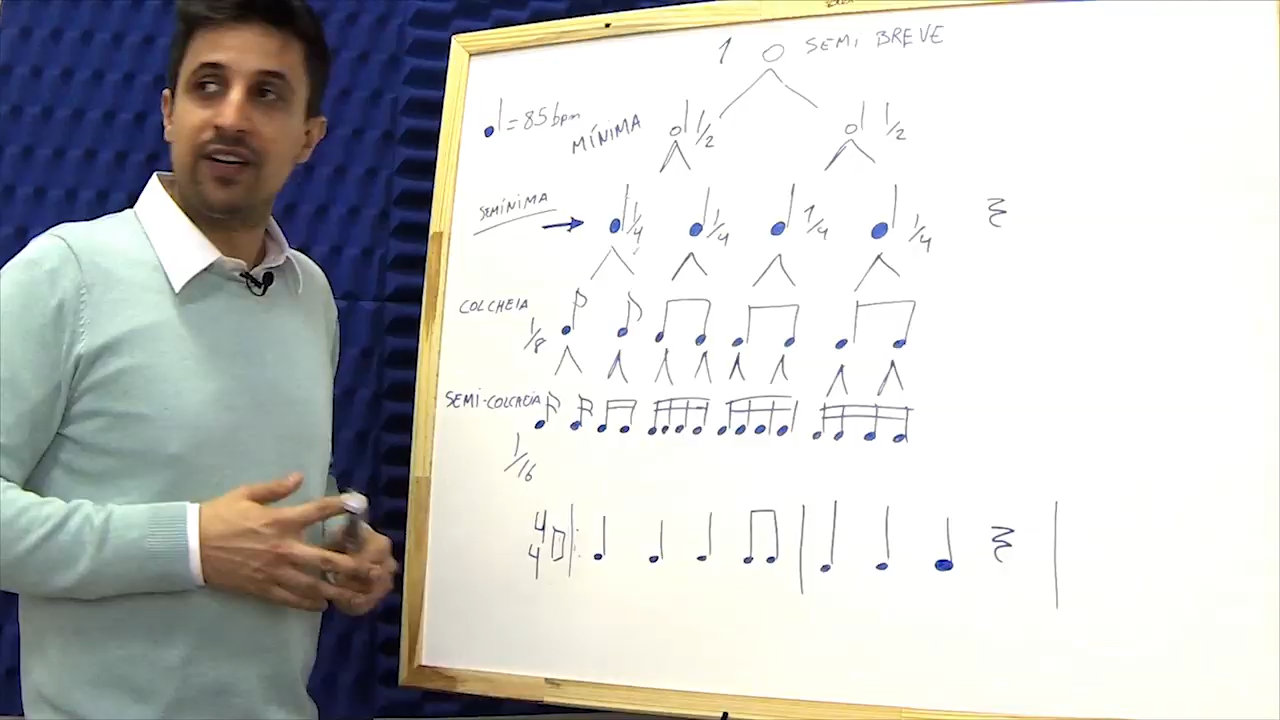 1 SEMI BREVE
= 85 bpm
MÍNIMA 1/2 1/2
SEMÍNIMA 1/4 1/4 1/4 1/4
COLCHEIA
1/8
SEMI-COLCHEIA
1/16
4
4